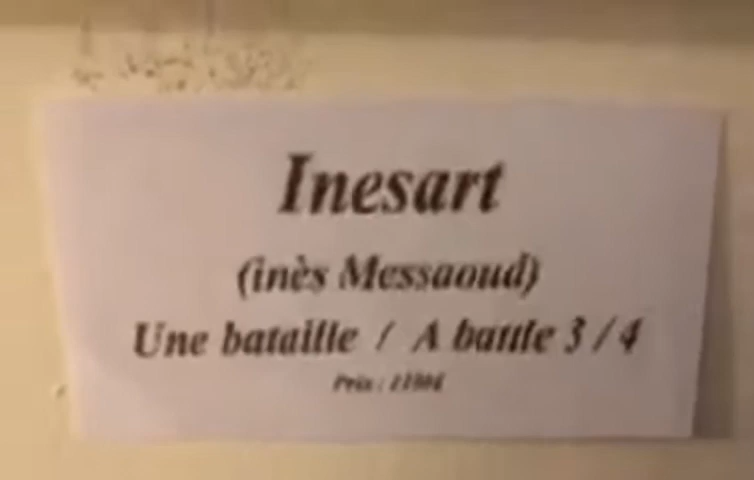 Inesart
(inès Messaoud)
Une bataille / A battle 3/4
Prix :